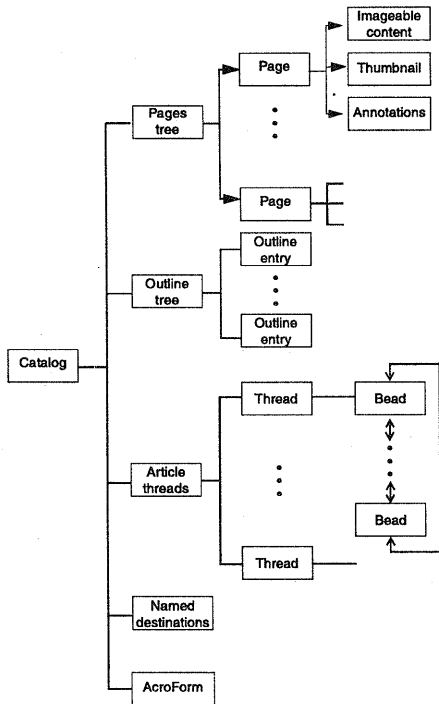 Imageable
content
Page
Thumbnail
Annotations
Pages
tree
Page
Outline
entry
Outline
tree
Outline
entry
Catalog
Thread
Bead
Article
threads
Bead
Thread
Named
destinations
AcroForm